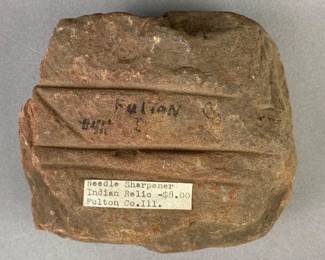 Fulton
Needle Sharpener
Indian Relic -$8.00
Fulton Co.Ill.